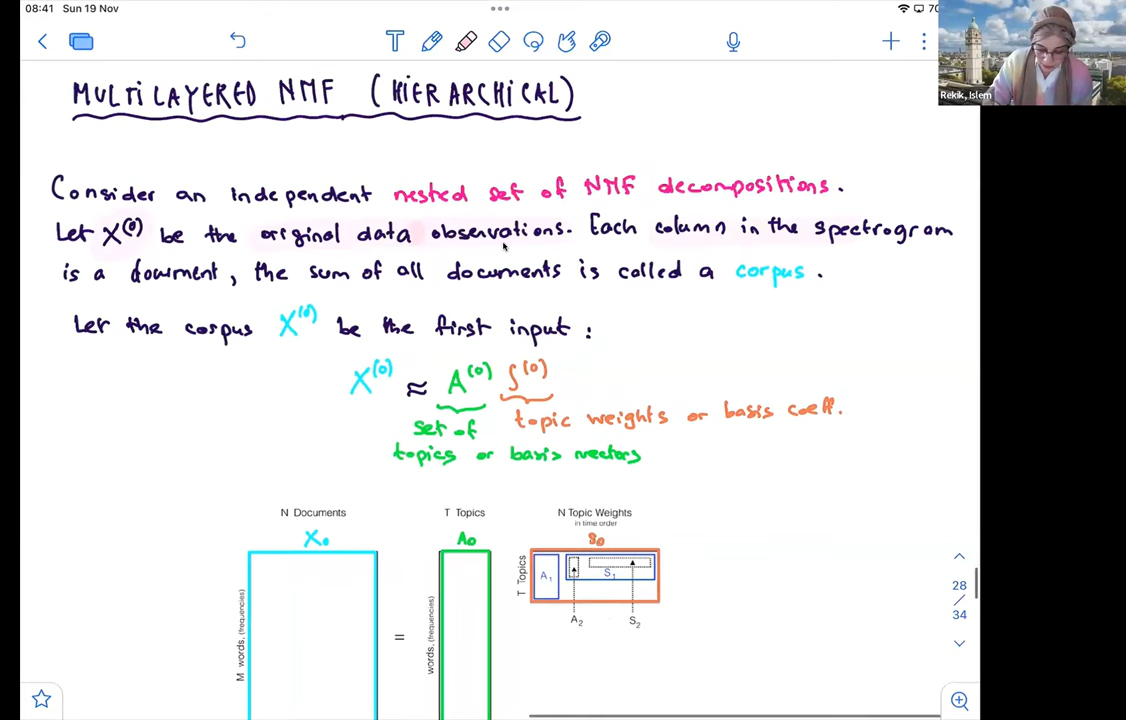 08:41 Sun 19 Nov
70
Rekik, Islem
MULTILAYERED NMF (HIERARCHICAL)
Consider an independent nested set of NMF decompositions.
Let X(0) be the original data observations. Each column in the spectrogram
is a document, the sum of all documents is called a corpus.
Let the corpus X(0) be the first input:
X(0) ≈ A(0) S(0)
topic weights or basis coeff.
set of
topics or basis vectors
N Documents
T Topics
N Topic Weights
in time order
X0
A0
S0
M words, (frequencies)
=
words, (frequencies)
T Topics
A1
S1
A2
S2
28
34